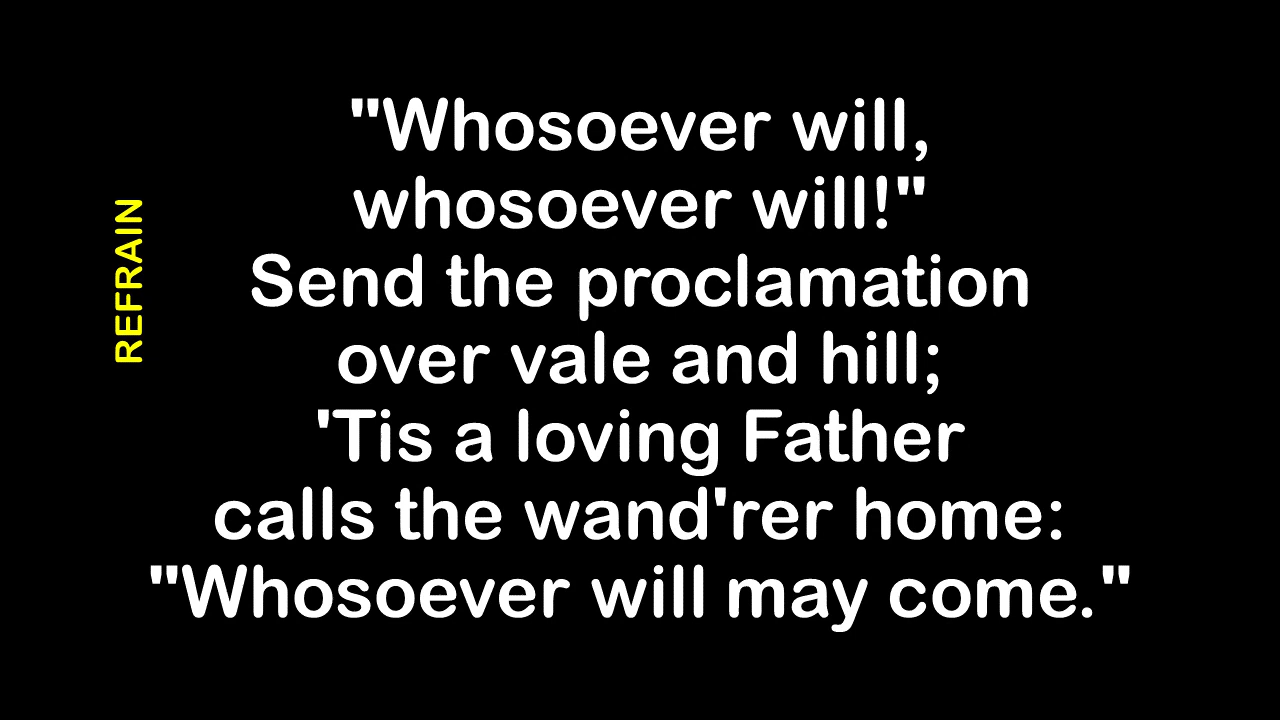 REFRAIN
"Whosoever will,
whosoever will!"
Send the proclamation
over vale and hill;
'Tis a loving Father
calls the wand'rer home:
"Whosoever will may come."